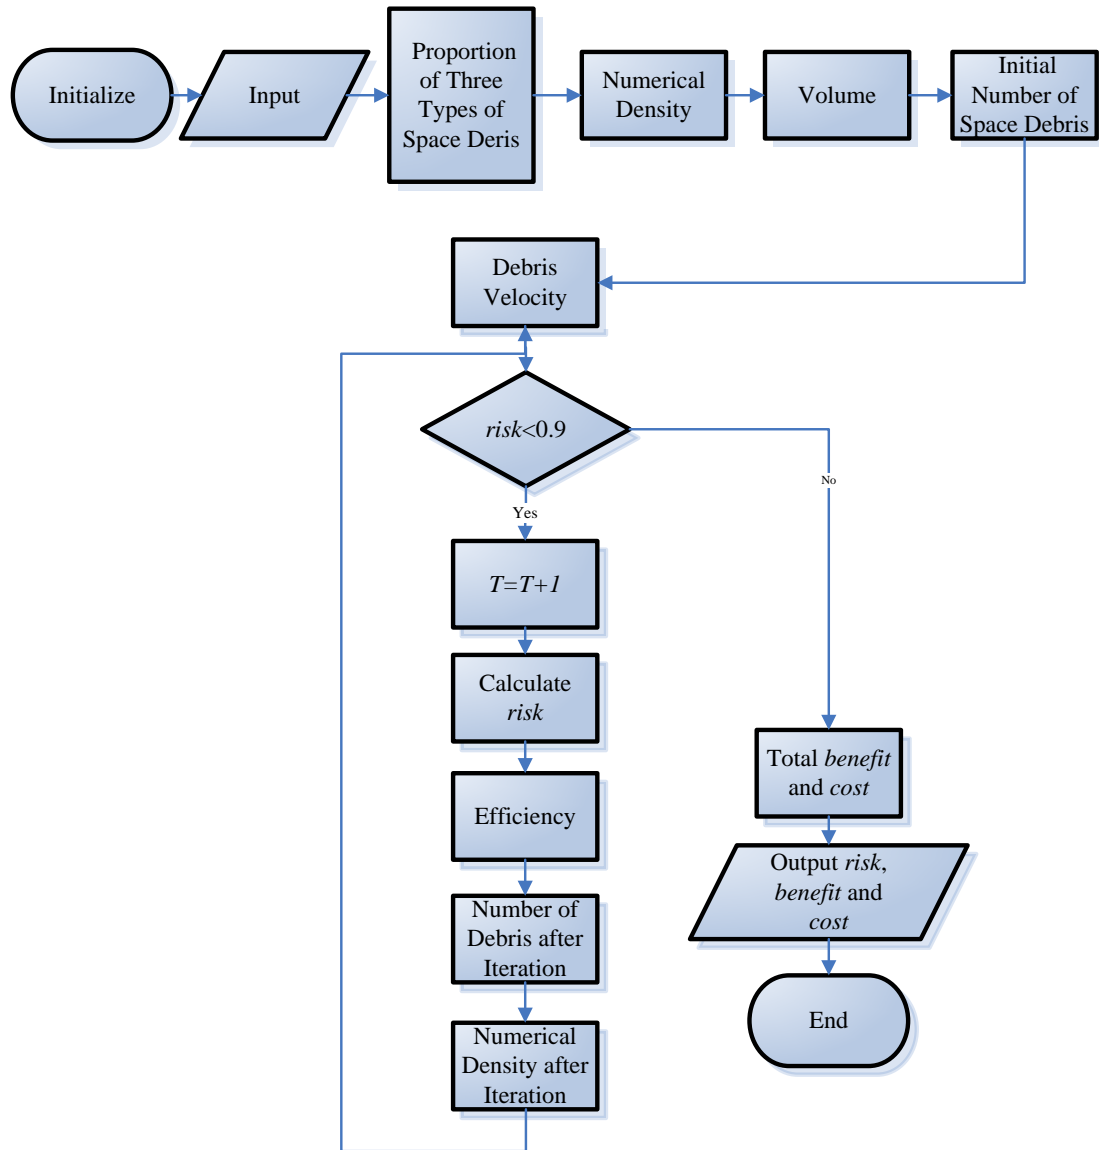 Initialize
Input
Proportion
of Three
Types of
Space Deris
Numerical
Density
Volume
Initial
Number of
Space Debris
Debris
Velocity
risk<0.9
No
Yes
T=T+1
Calculate
risk
Efficiency
Number of
Debris after
Iteration
Numerical
Density after
Iteration
Total benefit
and cost
Output risk,
benefit and
cost
End